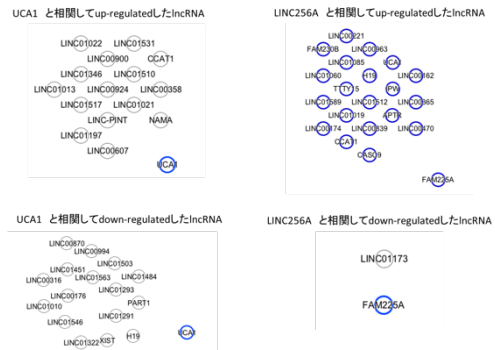 UCA1 と相関してup-regulatedしたlncRNA
LINC01022 LINC01531
LINC00900 CCAT1
LINC01346 LINC01510
LINC01013 LINC00924 LINC00358
LINC01517 LINC01021
LINC-PINT NAMA
LINC01197
LINC00607
UCA1
LINC256A と相関してup-regulatedしたlncRNA
LINC00221
FAM230B LINC00963
LINC01085 UCA1
LINC01060 H19 LINC00162
TTTY15 IPW
LINC01589 LINC01512 LINC00865
LINC01019 APTR
LINC00174 LINC00839 LINC00470
CCAT1
CASC9
FAM225A
UCA1 と相関してdown-regulatedしたlncRNA
LINC00870
LINC00994
LINC01503
LINC01451
LINC00316 LINC01563 LINC01484
LINC01293
LINC00176
LINC01010 PART1
LINC01291
LINC01546
LINC01322 XIST H19 UCA1
LINC256A と相関してdown-regulatedしたlncRNA
LINC01173
FAM225A